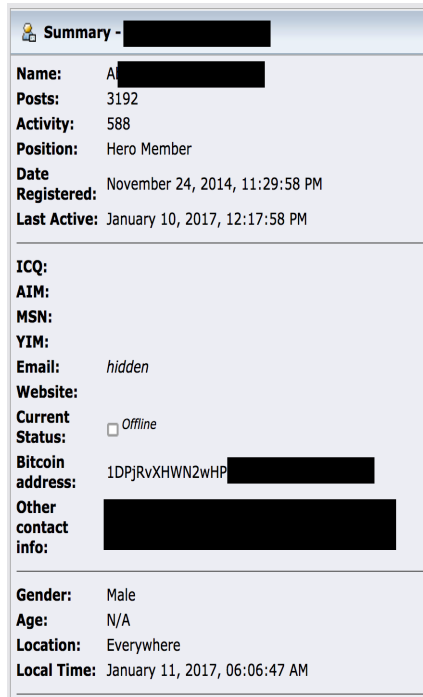 Summary -
Name: Al
Posts: 3192
Activity: 588
Position: Hero Member
Date
Registered: November 24, 2014, 11:29:58 PM
Last Active: January 10, 2017, 12:17:58 PM
ICQ:
AIM:
MSN:
YIM:
Email: hidden
Website:
Current
Status: Offline
Bitcoin
address: 1DPjRvXHWN2wHP
Other
contact
info:
Gender: Male
Age: N/A
Location: Everywhere
Local Time: January 11, 2017, 06:06:47 AM